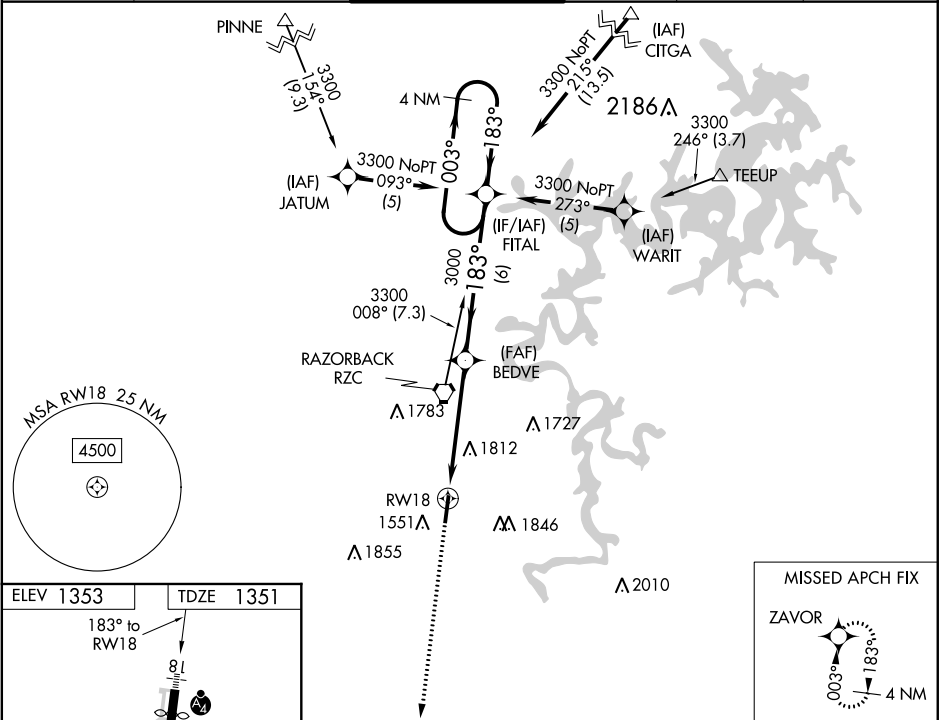 PINNE
3300
154°
(9.3)
(IAF)
CITGA
3300 NoPT
215°
(13.5)
4 NM
003°
183°
2186
3300
246° (3.7)
TEEUP
3300 NoPT
093°
(5)
(IAF)
JATUM
3300 NoPT
273°
(5)
(IF/IAF)
FITAL
(IAF)
WARIT
3000
183°
(6)
3300
008° (7.3)
RAZORBACK
RZC
(FAF)
BEDVE
1783
1727
1812
MSA RW18 25 NM
4500
RW18
1551
1846
1855
2010
ELEV 1353
TDZE 1351
183° to
RW18
18
A4
MISSED APCH FIX
ZAVOR
003°
183°
4 NM